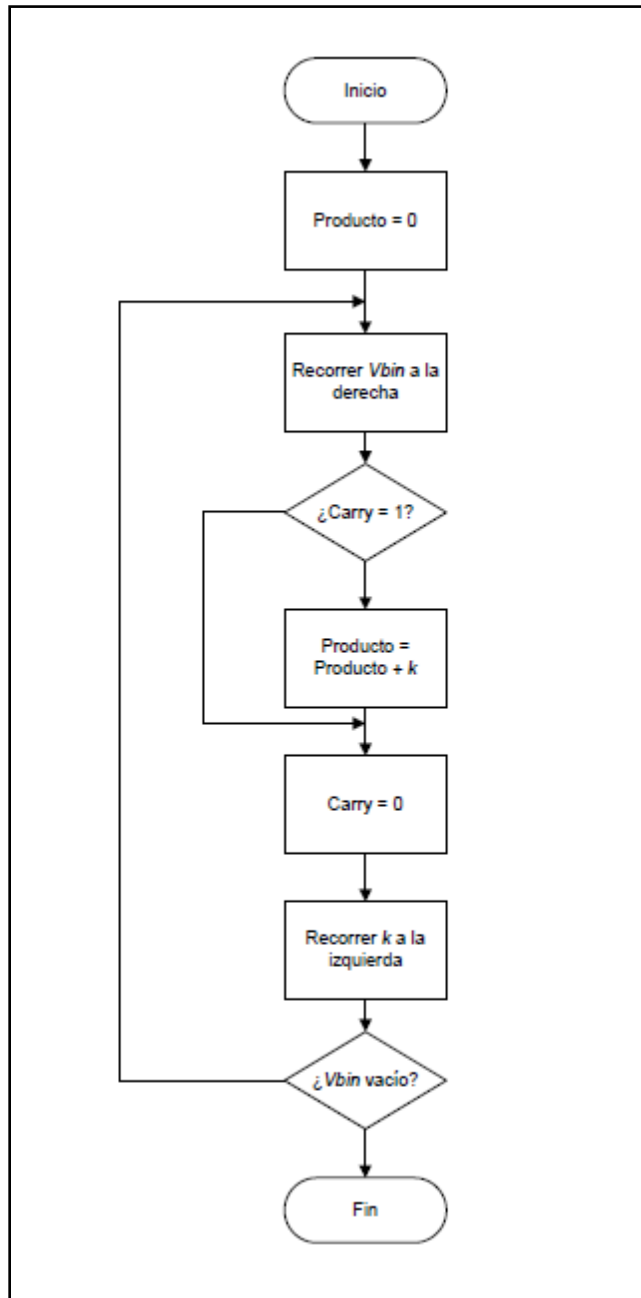 Inicio
Producto = 0
Recorrer Vbin a la
derecha
¿Carry = 1?
Producto =
Producto + k
Carry = 0
Recorrer k a la
izquierda
¿Vbin vacío?
Fin